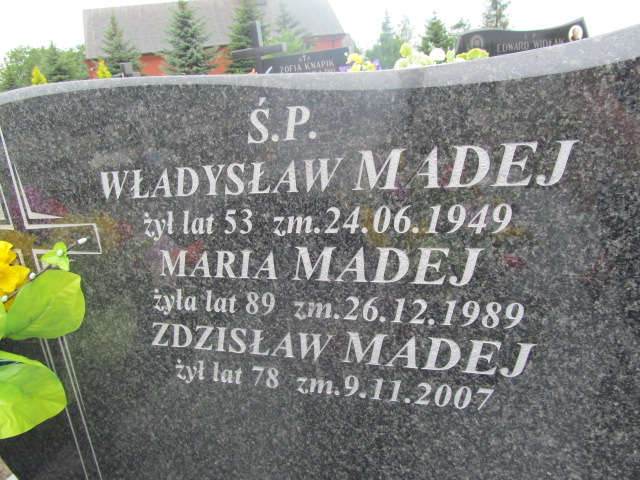 Ś.P.
ZOFIA KNAPIK
EDWARD
Ś.P.
WŁADYSŁAW MADEJ
żył lat 53 zm.24.06.1949
MARIA MADEJ
żyła lat 89 zm.26.12.1989
ZDZISŁAW MADEJ
żył lat 78 zm.9.11.2007